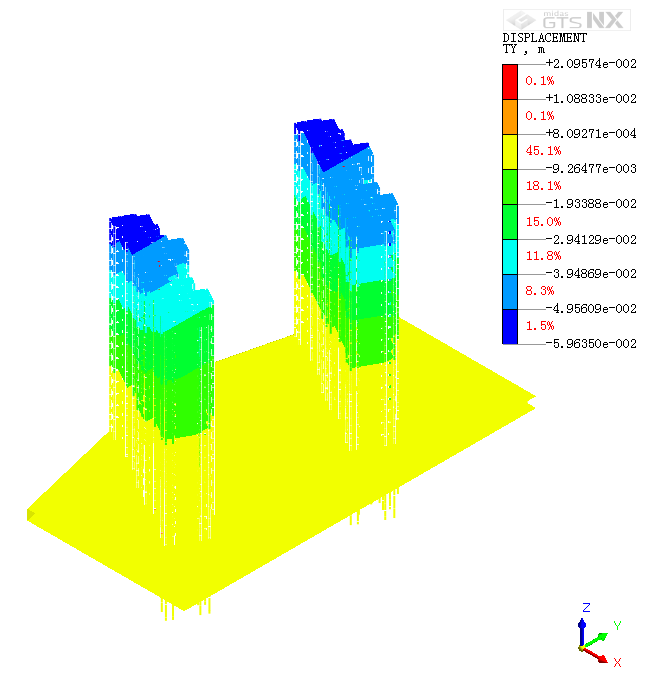 midas
GTS NX
DISPLACEMENT
TY , m
+2.09574e-002
0.1%
+1.08833e-002
0.1%
+8.09271e-004
45.1%
-9.26477e-003
18.1%
-1.93388e-002
15.0%
-2.94129e-002
11.8%
-3.94869e-002
8.3%
-4.95609e-002
1.5%
-5.96350e-002
Z
Y
X